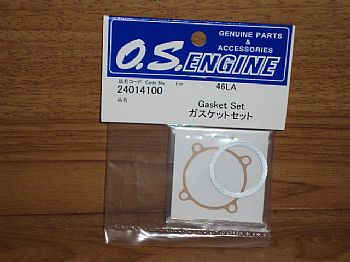 GENUINE PARTS
&
ACCESSORIES
O.S.ENGINE
品名コード Code No.
For
24014100
46LA
品名
Gasket Set
ガスケットセット